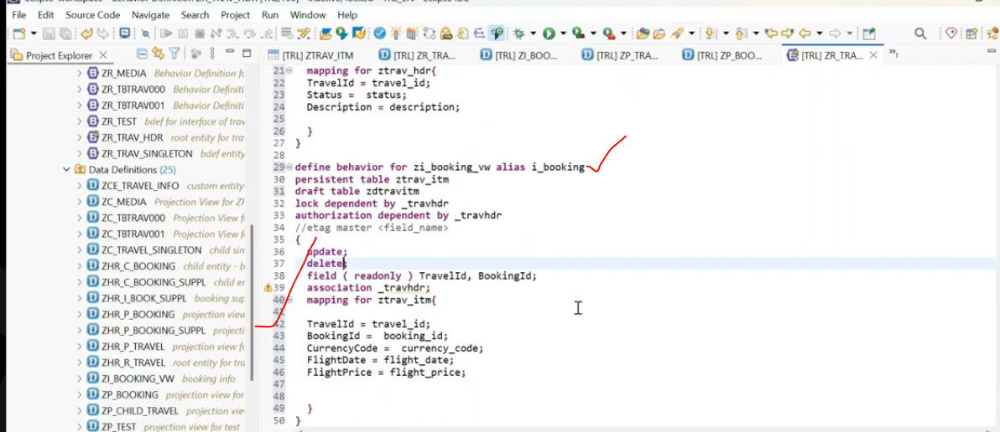 File Edit Source Code Navigate Search Project Run Window Help
Project Explorer
[TRL] ZTRAV_ITM
[TRL] ZR_TRA...
[TRL] ZI_BOO...
[TRL] ZP_TRA...
[TRL] ZP_BOO...
[TRL] ZR_TRA...
ZR_MEDIA Behavior Definition fo
ZR_TBTRAV000 Behavior Definiti
ZR_TBTRAV001 Behavior Definiti
ZR_TEST bdef for interface of trav
ZR_TRAV_HDR root entity for tra
ZR_TRAV_SINGLETON bdef entity
Data Definitions (25)
ZCE_TRAVEL_INFO custom entity
ZC_MEDIA Projection View for ZR
ZC_TBTRAV000 Projection View f
ZC_TBTRAV001 Projection View f
ZC_TRAVEL_SINGLETON child sin
ZHR_C_BOOKING child entity - b
ZHR_C_BOOKING_SUPPL child er
ZHR_I_BOOK_SUPPL booking sup
ZHR_P_BOOKING projection view
ZHR_P_BOOKING_SUPPL projecti
ZHR_P_TRAVEL projection view fo
ZHR_R_TRAVEL root entity for tra
ZI_BOOKING_VW booking info
ZP_BOOKING projection view for
ZP_CHILD_TRAVEL projection vie
ZP_TEST projection view for test
21 mapping for ztrav_hdr{
22 TravelId = travel_id;
23 Status = status;
24 Description = description;
25
26 }
27 }
28
29 define behavior for zi_booking_vw alias i_booking
30 persistent table ztrav_itm
31 draft table zdtravitm
32 lock dependent by _travhdr
33 authorization dependent by _travhdr
34 //etag master <field_name>
35 {
36 update;
37 delete;
38 field ( readonly ) TravelId, BookingId;
39 association _travhdr;
40 mapping for ztrav_itm{
41
42 TravelId = travel_id;
43 BookingId = booking_id;
44 CurrencyCode = currency_code;
45 FlightDate = flight_date;
46 FlightPrice = flight_price;
47
48
49 }
50 }